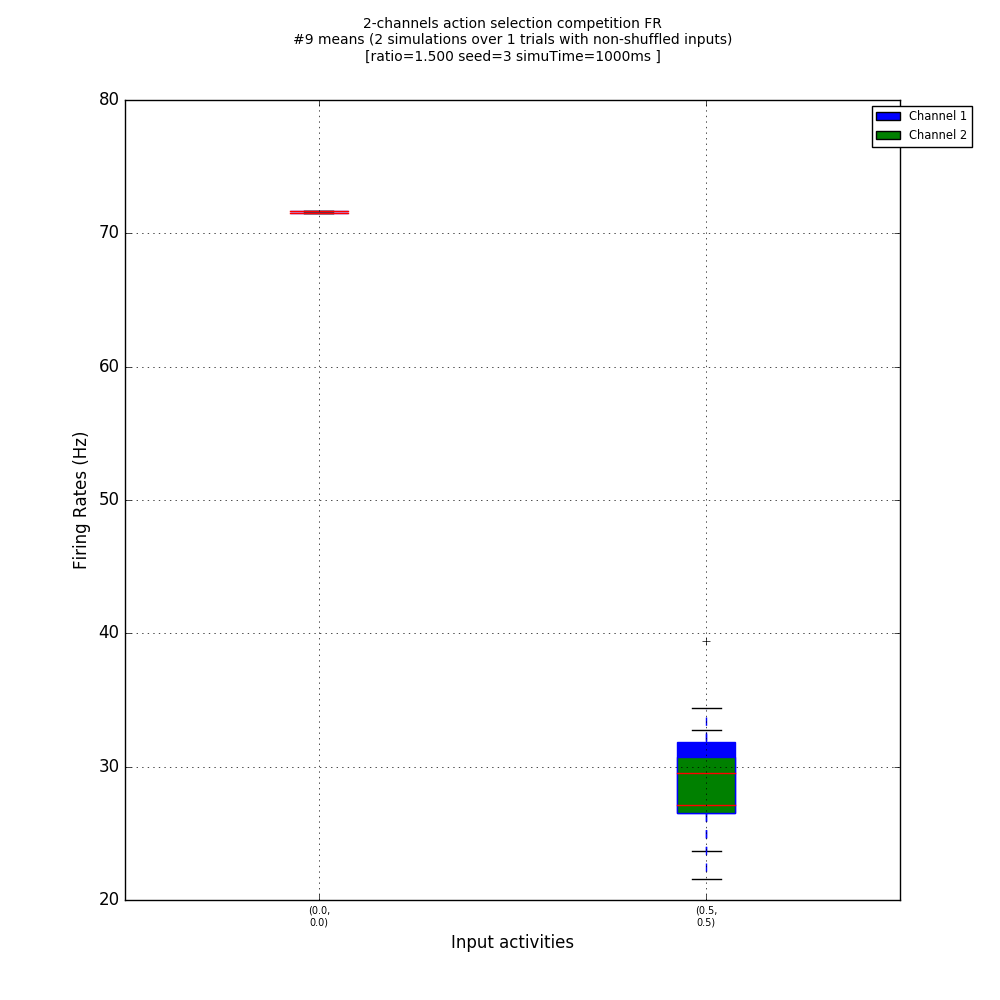 2-channels action selection competition FR
#9 means (2 simulations over 1 trials with non-shuffled inputs)
[ratio=1.500 seed=3 simuTime=1000ms ]
Channel 1
Channel 2
80
70
60
50
40
30
20
Firing Rates (Hz)
(0.0,
0.0)
(0.5,
0.5)
Input activities